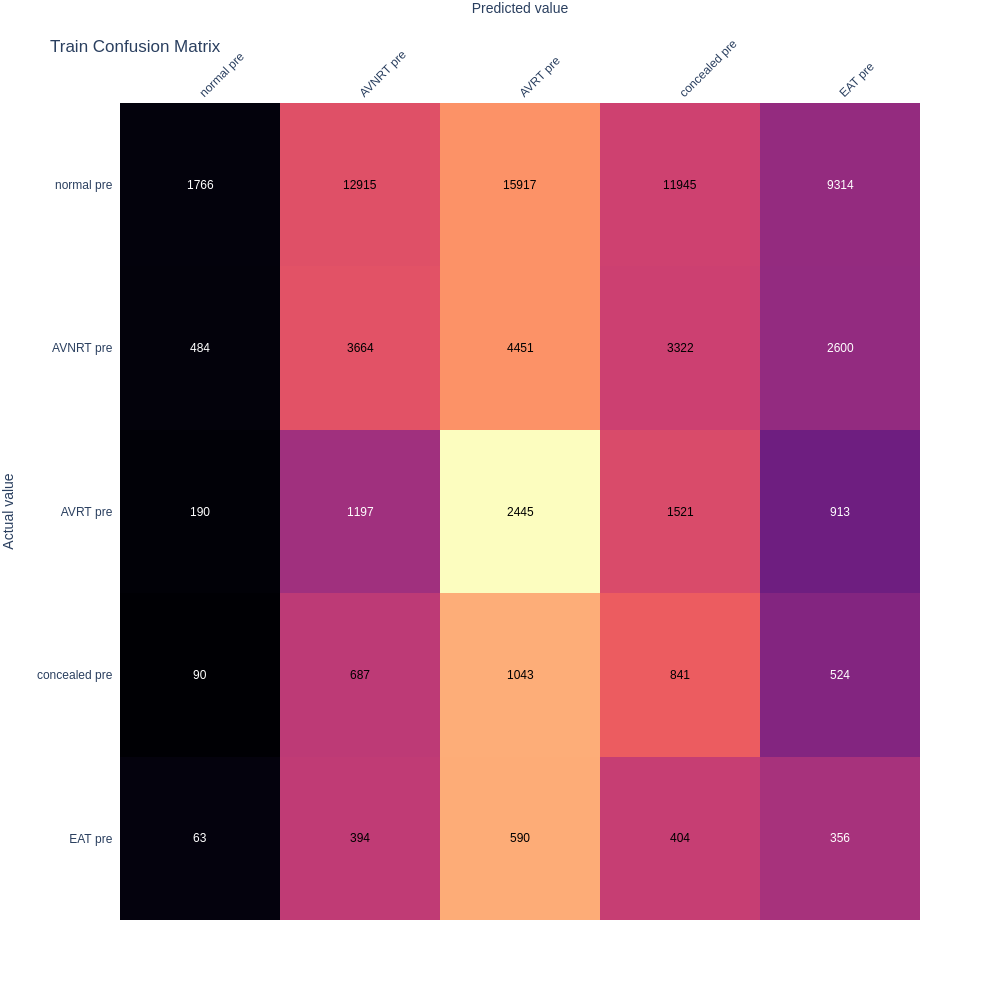 Predicted value
Train Confusion Matrix
normal pre AVNRT pre AVRT pre concealed pre EAT pre
normal pre 1766 12915 15917 11945 9314
AVNRT pre 484 3664 4451 3322 2600
AVRT pre 190 1197 2445 1521 913
concealed pre 90 687 1043 841 524
EAT pre 63 394 590 404 356
Actual value